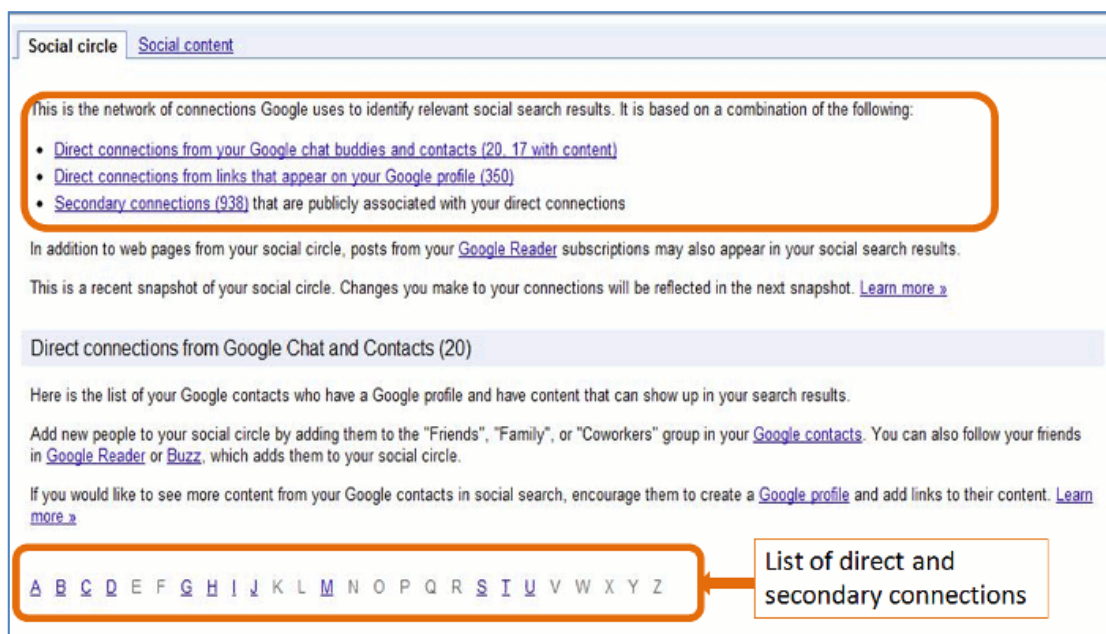 Social circle Social content
This is the network of connections Google uses to identify relevant social search results. It is based on a combination of the following:
• Direct connections from your Google chat buddies and contacts (20, 17 with content)
• Direct connections from links that appear on your Google profile (350)
• Secondary connections (938) that are publicly associated with your direct connections
In addition to web pages from your social circle, posts from your Google Reader subscriptions may also appear in your social search results.
This is a recent snapshot of your social circle. Changes you make to your connections will be reflected in the next snapshot. Learn more »
Direct connections from Google Chat and Contacts (20)
Here is the list of your Google contacts who have a Google profile and have content that can show up in your search results.
Add new people to your social circle by adding them to the "Friends", "Family", or "Coworkers" group in your Google contacts. You can also follow your friends
in Google Reader or Buzz, which adds them to your social circle.
If you would like to see more content from your Google contacts in social search, encourage them to create a Google profile and add links to their content. Learn
more »
A B C D E F G H I J K L M N O P Q R S T U V W X Y Z
List of direct and
secondary connections